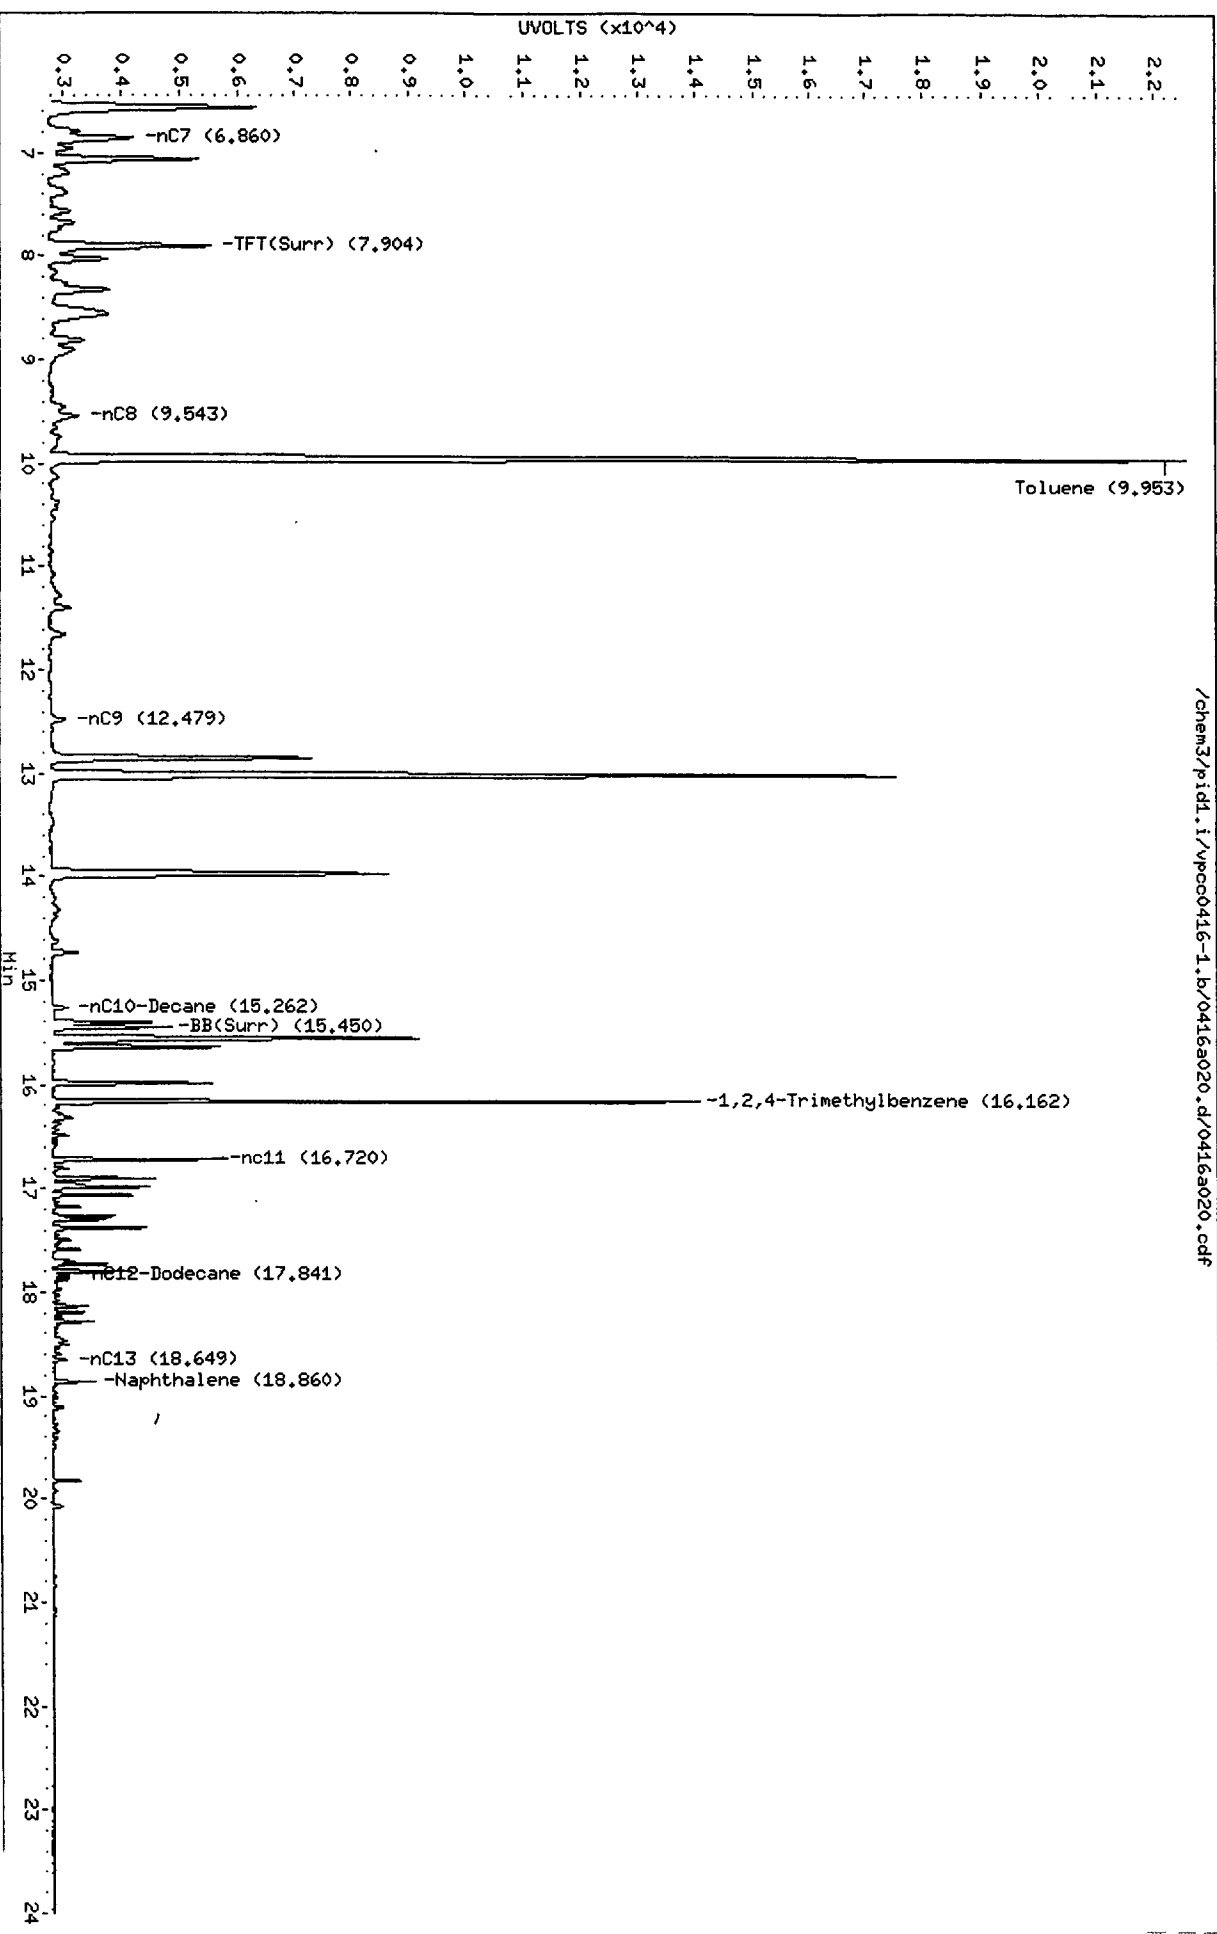 /chem3/pid1.i/vpcc0416-1.b/0416a020.d/0416a020.cdf
UVOLTS (x10^4)
2.2
2.1
2.0
1.9
1.8
1.7
1.6
1.5
1.4
1.3
1.2
1.1
1.0
0.9
0.8
0.7
0.6
0.5
0.4
0.3
-nC7 (6.860)
-TFT(Surr) (7.904)
-nC8 (9.543)
Toluene (9.953)
-nC9 (12.479)
-nC10-Decane (15.262)
-BB(Surr) (15.450)
-1,2,4-Trimethylbenzene (16.162)
-nc11 (16.720)
nC12-Dodecane (17.841)
-nC13 (18.649)
-Naphthalene (18.860)
7
8
9
10
11
12
13
14
15
16
17
18
19
20
21
22
23
24
Min